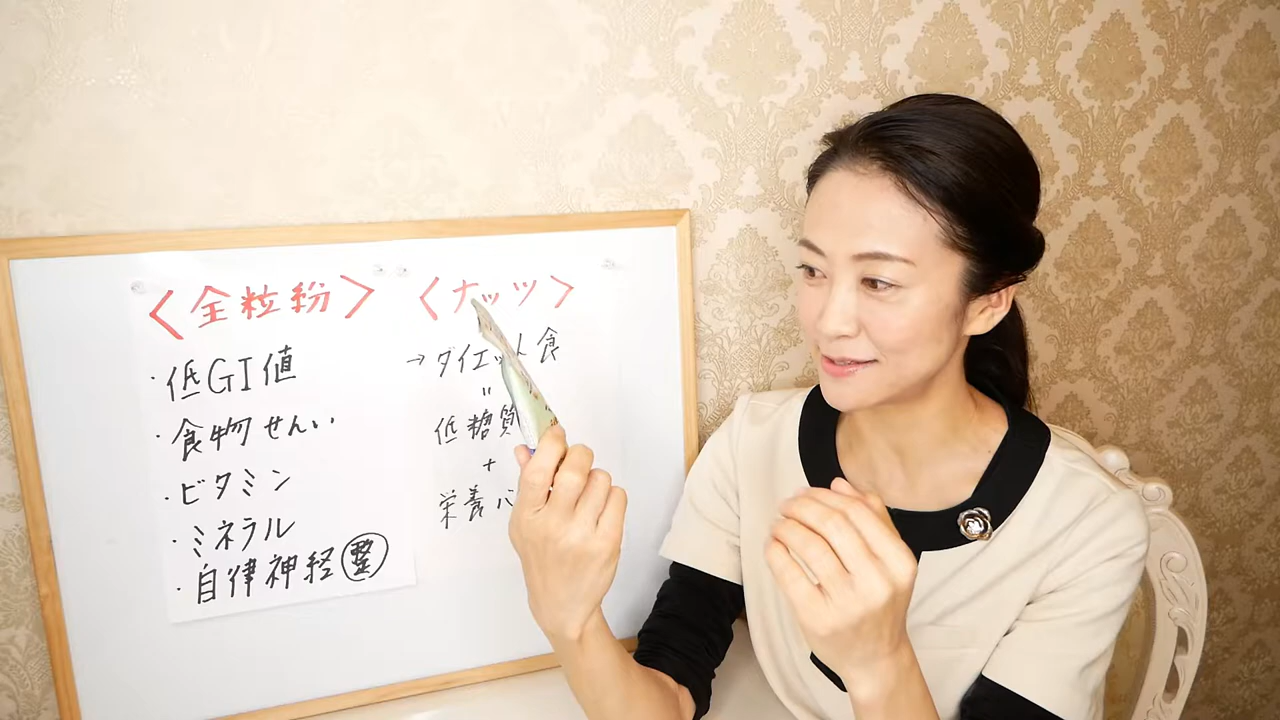 〈全粒粉〉
・低GI値
・食物せんい
・ビタミン
・ミネラル
・自律神経 整
〈ナッツ〉
→ダイエット食
〃
低糖質
+
栄養バ